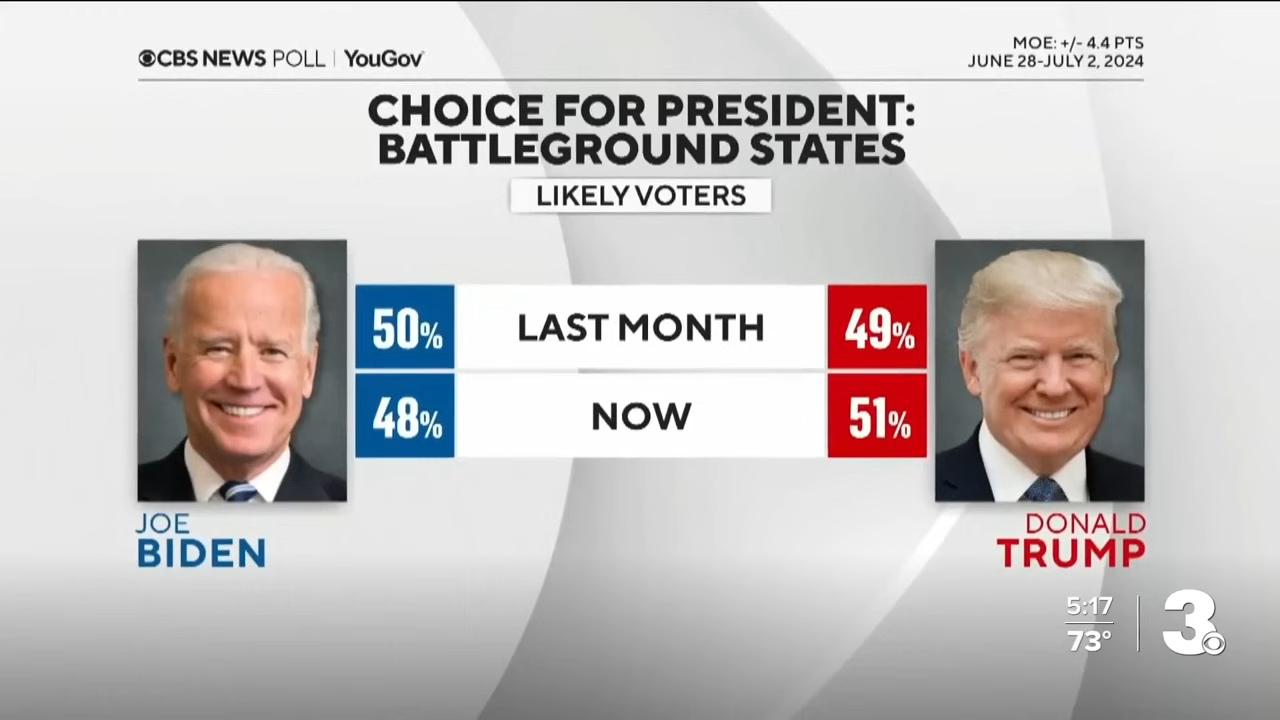 CBS NEWS POLL | YouGov
MOE: +/- 4.4 PTS
JUNE 28-JULY 2, 2024
CHOICE FOR PRESIDENT:
BATTLEGROUND STATES
LIKELY VOTERS
50% LAST MONTH 49%
48% NOW 51%
JOE
BIDEN
DONALD
TRUMP
5:17
73°
3